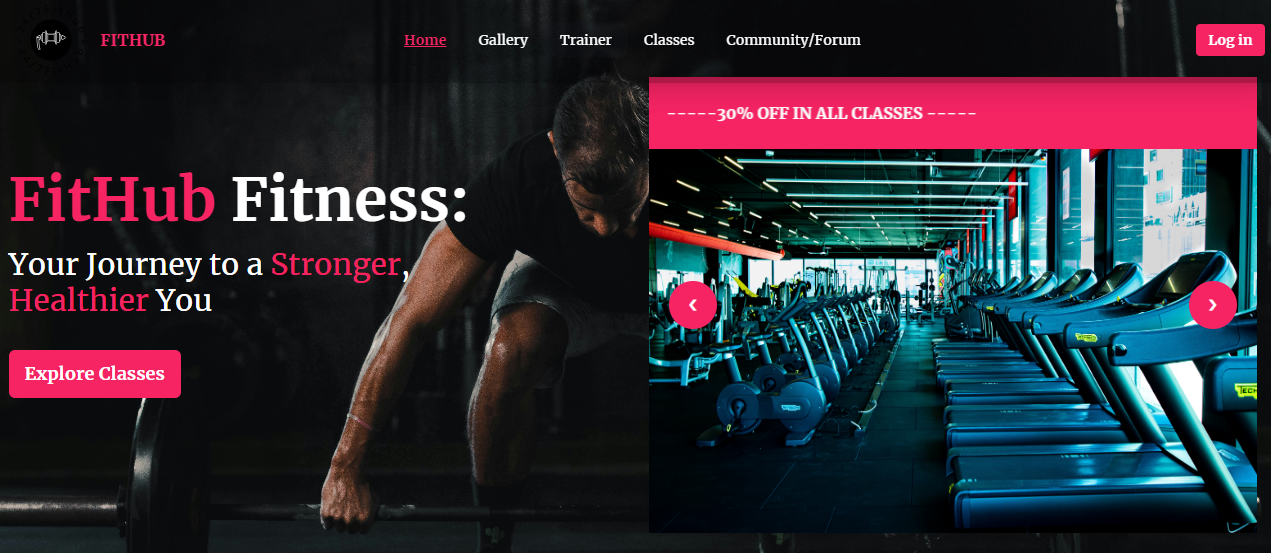 FITHUB
Home Gallery Trainer Classes Community/Forum
Log in
-----30% OFF IN ALL CLASSES -----
FitHub Fitness:
Your Journey to a Stronger,
Healthier You
Explore Classes